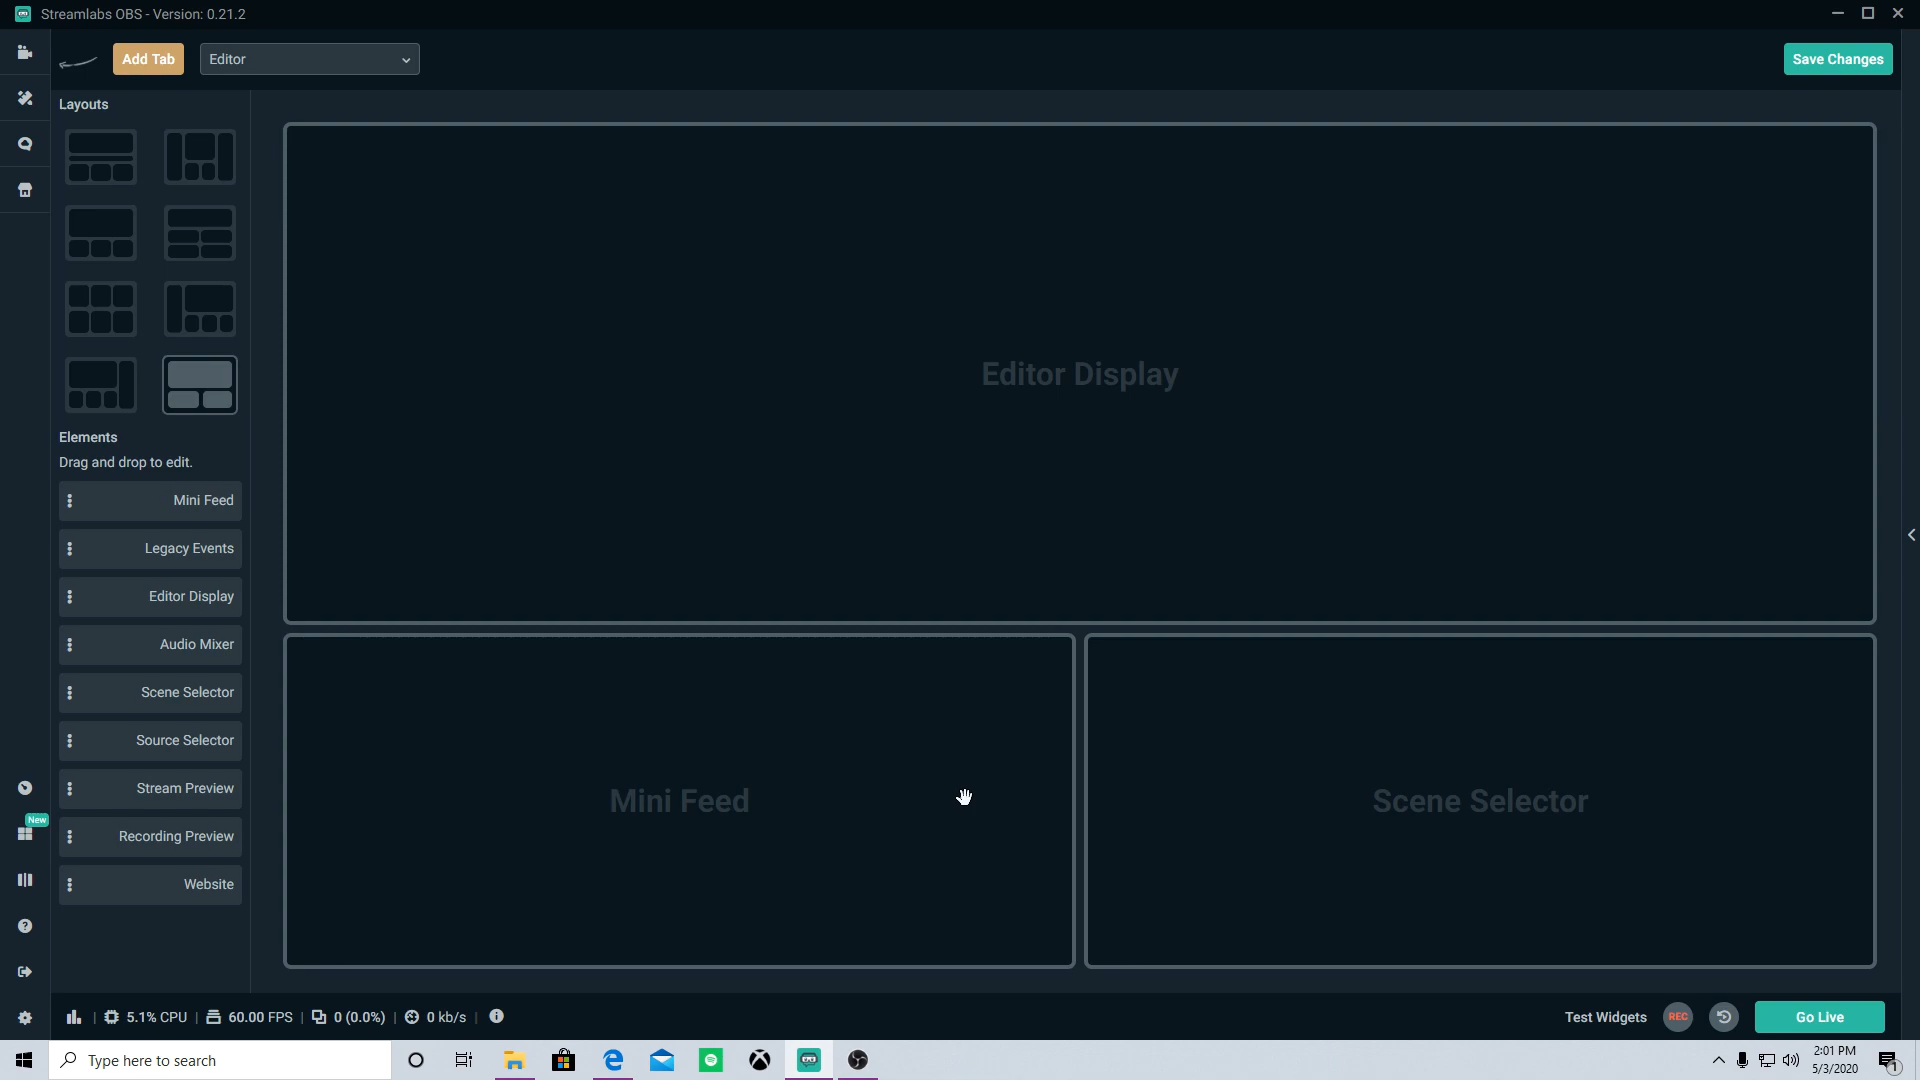 Streamlabs OBS - Version: 0.21.2
Add Tab
Editor
Save Changes
Layouts
Editor Display
Elements
Drag and drop to edit.
Mini Feed
Legacy Events
Editor Display
Audio Mixer
Scene Selector
Source Selector
Stream Preview
Recording Preview
Website
Mini Feed
Scene Selector
New
| 5.1% CPU | 60.00 FPS | 0 (0.0%) | 0 kb/s |
Test Widgets
REC
Go Live
Type here to search
2:01 PM
5/3/2020
1